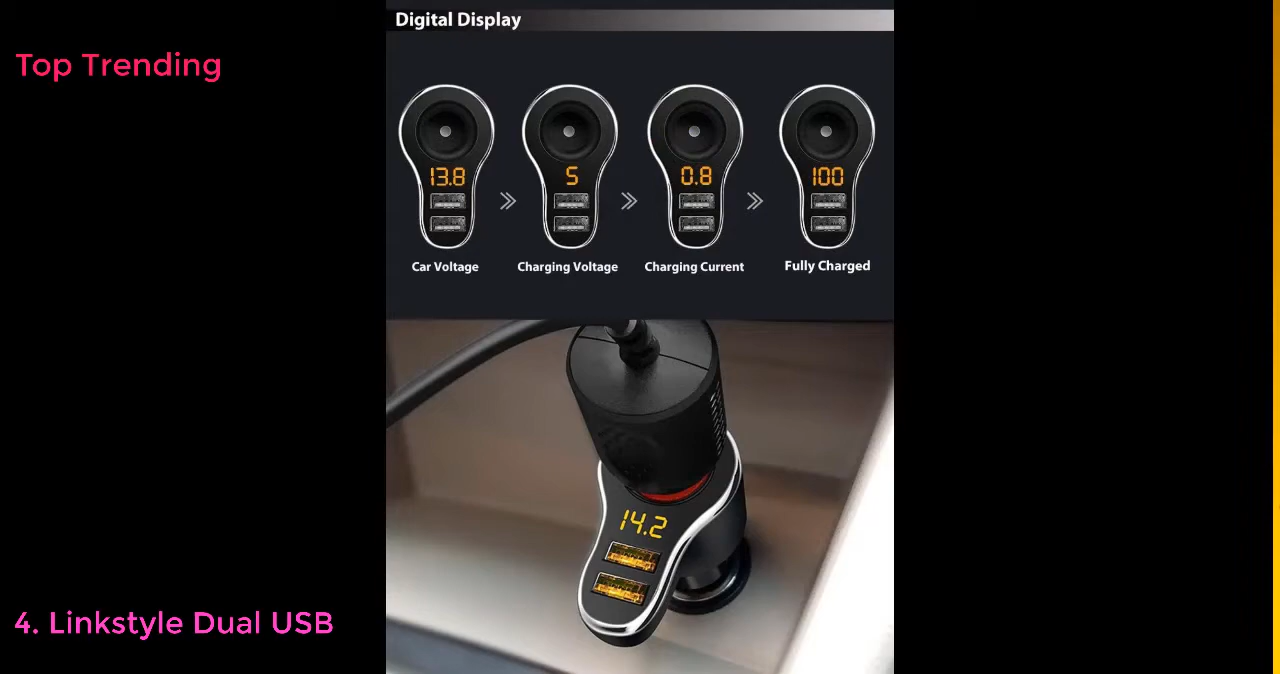 Digital Display
Top Trending
13.8 5 0.8 100
Car Voltage Charging Voltage Charging Current Fully Charged
14.2
4. Linkstyle Dual USB